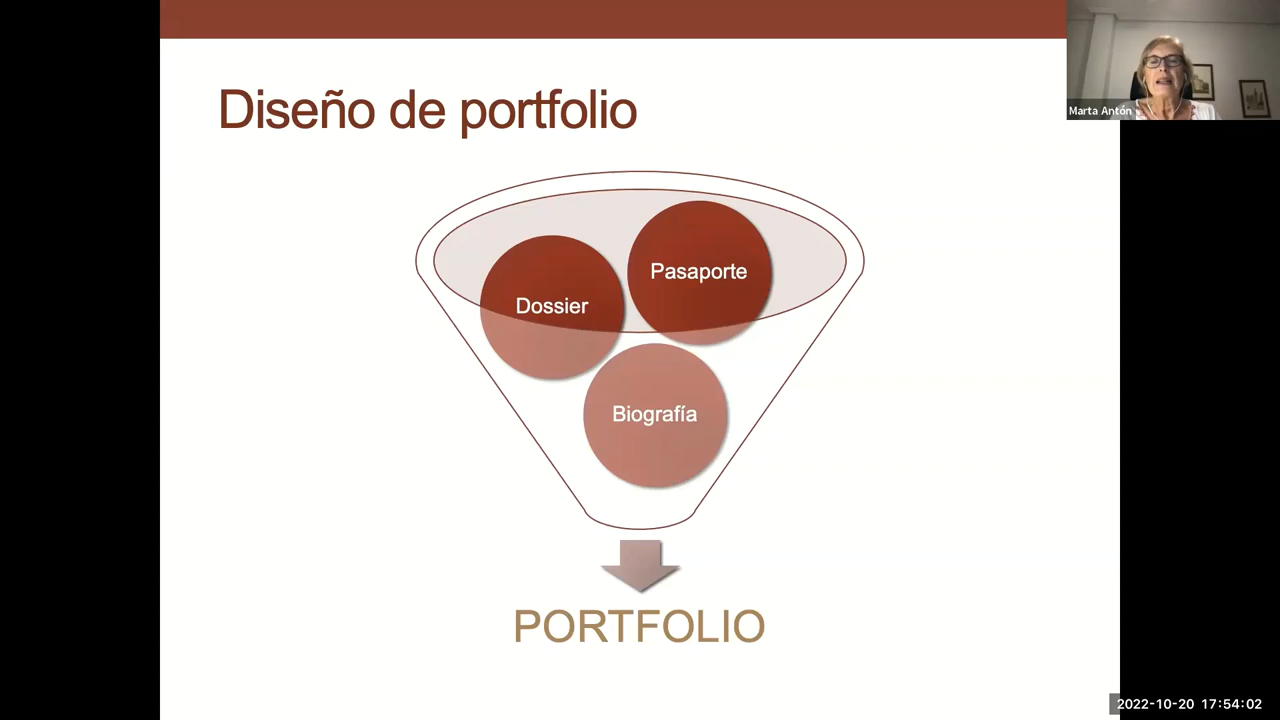 Diseño de portfolio
Marta Antón
Pasaporte
Dossier
Biografía
PORTFOLIO
2022-10-20 17:54:02